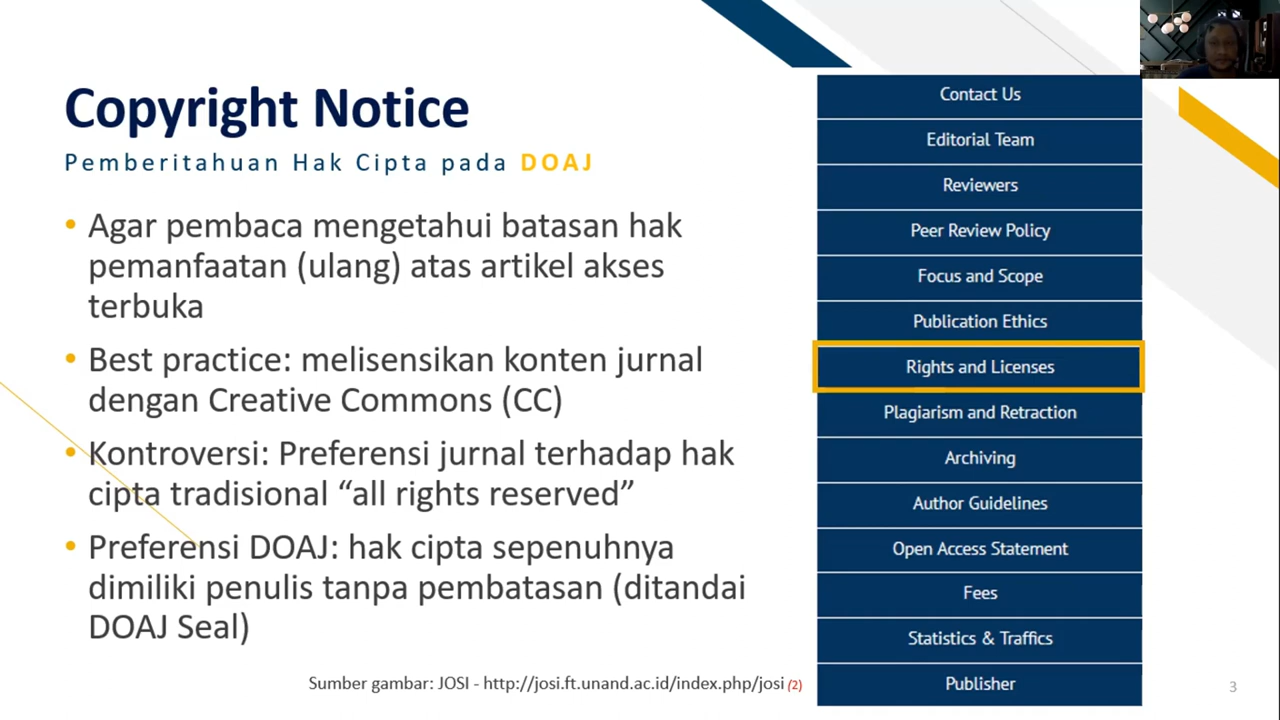 Copyright Notice
Pemberitahuan Hak Cipta pada DOAJ
• Agar pembaca mengetahui batasan hak
pemanfaatan (ulang) atas artikel akses
terbuka
• Best practice: melisensikan konten jurnal
dengan Creative Commons (CC)
• Kontroversi: Preferensi jurnal terhadap hak
cipta tradisional “all rights reserved”
• Preferensi DOAJ: hak cipta sepenuhnya
dimiliki penulis tanpa pembatasan (ditandai
DOAJ Seal)
Contact Us
Editorial Team
Reviewers
Peer Review Policy
Focus and Scope
Publication Ethics
Rights and Licenses
Plagiarism and Retraction
Archiving
Author Guidelines
Open Access Statement
Fees
Statistics & Traffics
Publisher
Sumber gambar: JOSI - http://josi.ft.unand.ac.id/index.php/josi (2)
3